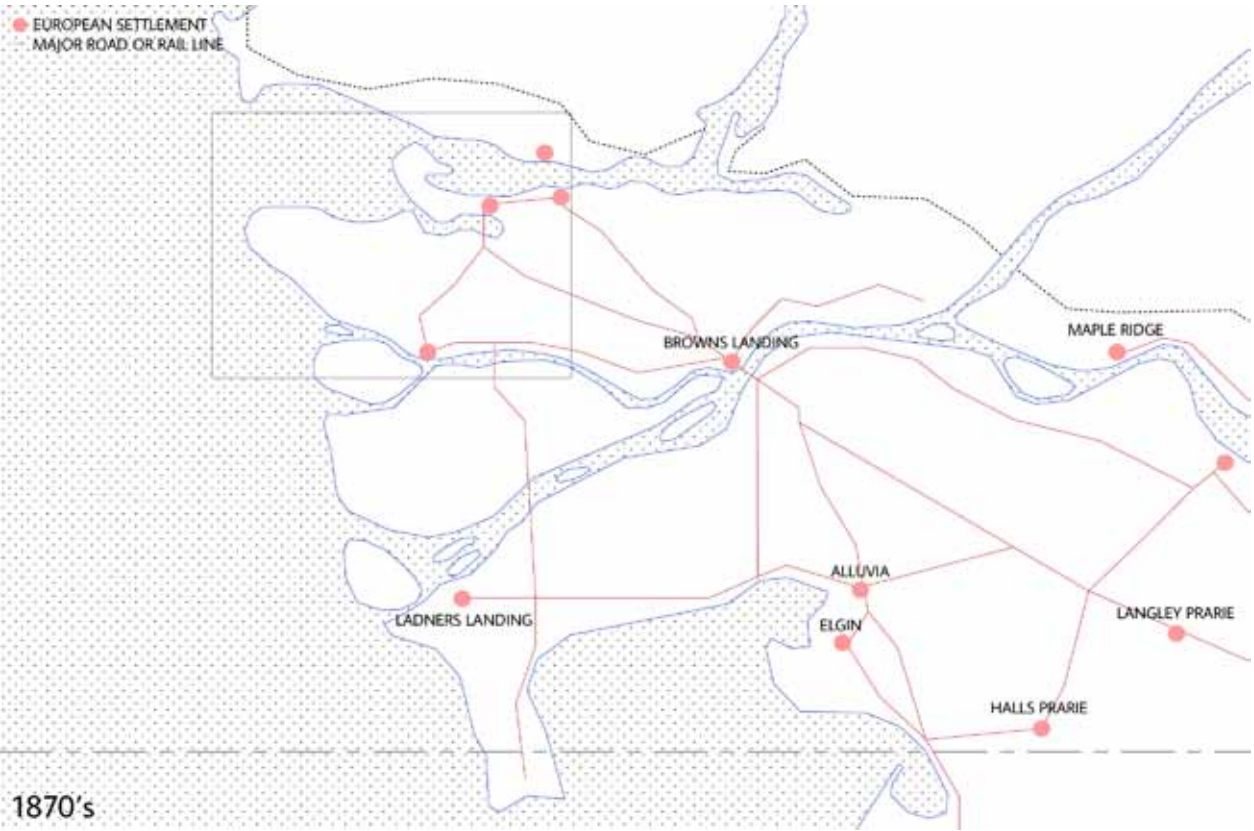 EUROPEAN SETTLEMENT
MAJOR ROAD OR RAIL LINE
MAPLE RIDGE
BROWNS LANDING
ALLUVIA
LADNERS LANDING
ELGIN
LANGLEY PRARIE
HALLS PRARIE
1870's